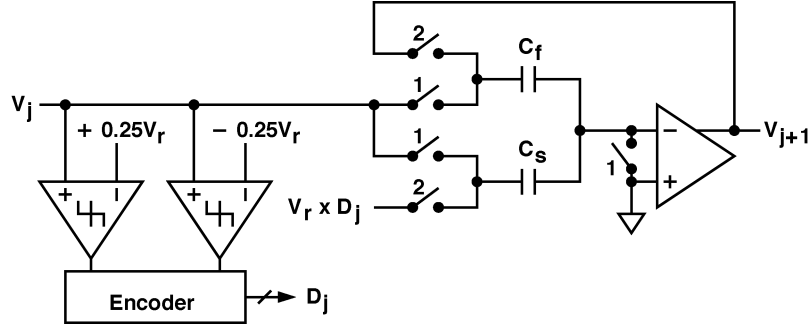 2
C_f
V_j
1
+ 0.25V_r
− 0.25V_r
1
C_s
1
V_j+1
−
+
+ −
+ −
2
V_r x D_j
Encoder
D_j